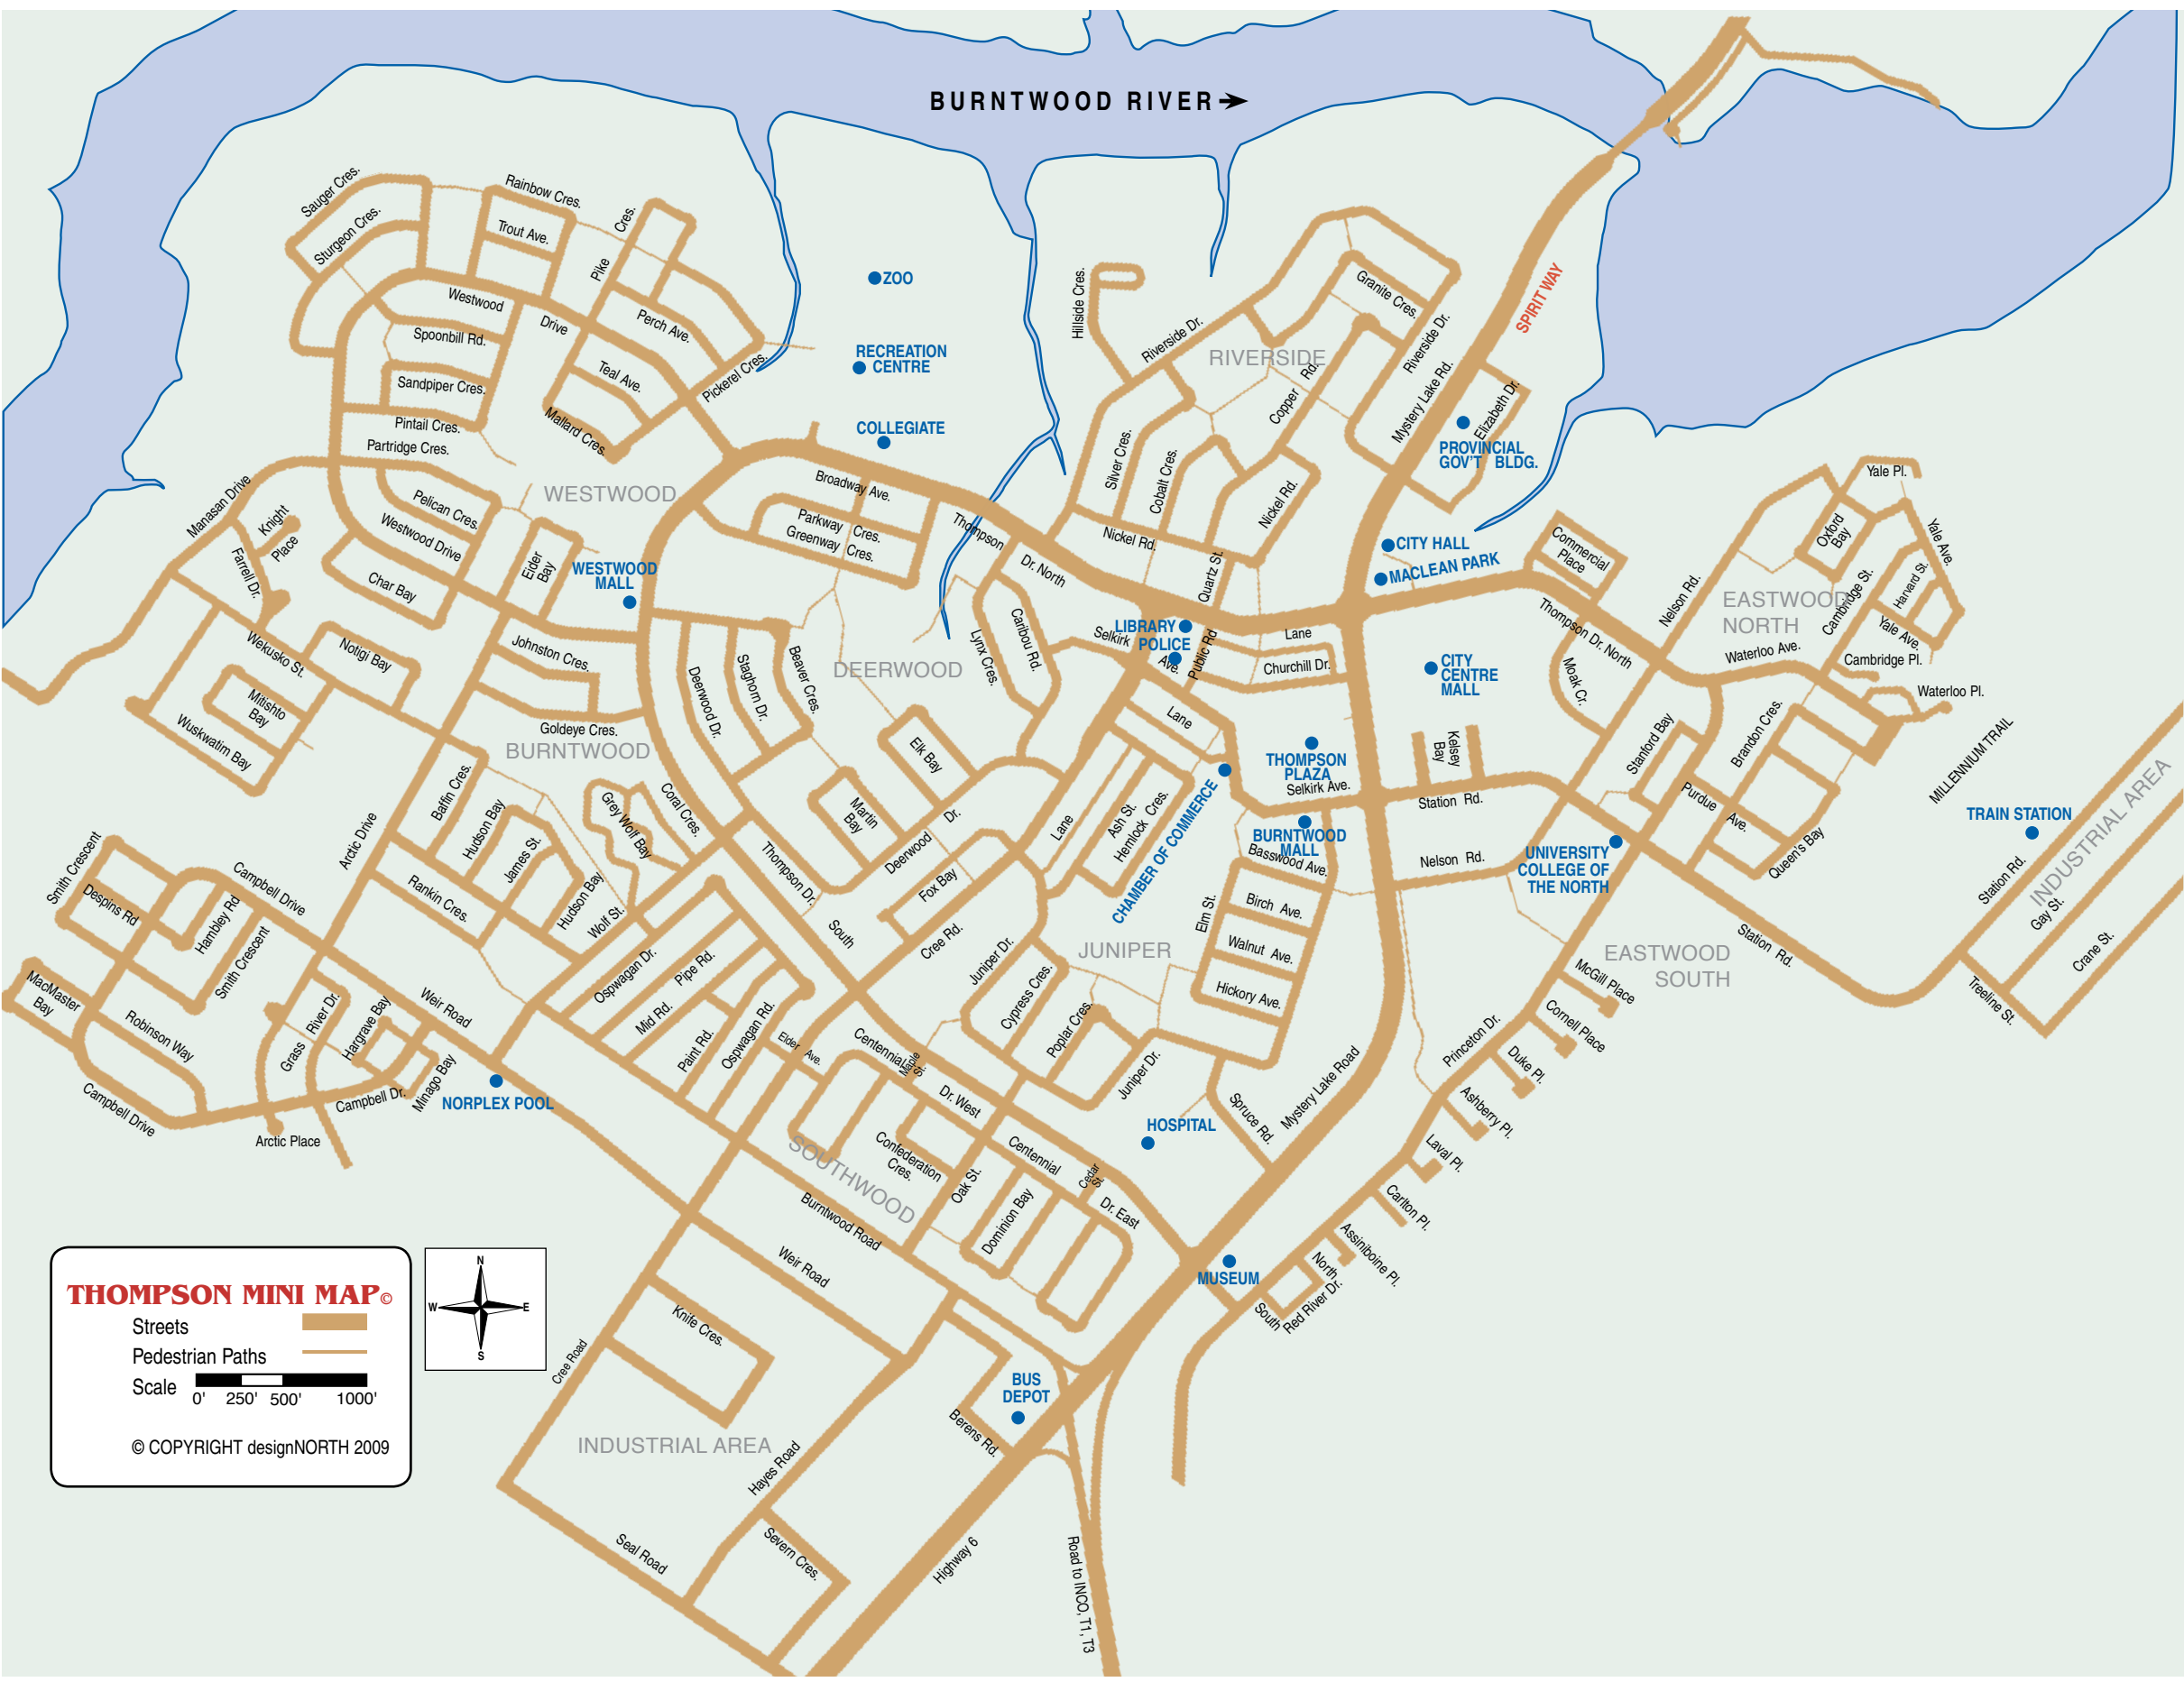 BURNTWOOD RIVER
Sauger Cres.
Sturgeon Cres.
Rainbow Cres.
Trout Ave.
Pike
Cres.
Westwood
Drive
Spoonbill Rd.
Sandpiper Cres.
Pintail Cres.
Partridge Cres.
Perch Ave.
Teal Ave.
Mallard Cres.
Pickerel Cres.
ZOO
RECREATION
CENTRE
COLLEGIATE
Hillside Cres.
Riverside Dr.
RIVERSIDE
Granite Cres.
Riverside Dr.
Copper
Rd.
Mystery Lake Rd.
SPIRIT WAY
Elizabeth Dr.
PROVINCIAL
GOV'T BLDG.
Silver Cres.
Cobalt Cres.
Nickel Rd.
Nickel Rd.
Quartz St.
WESTWOOD
Manasan Drive
Knight
Place
Farrell Dr.
Pelican Cres.
Westwood Drive
Char Bay
Eider
Bay
WESTWOOD
MALL
Broadway Ave.
Parkway Cres.
Greenway Cres.
Thompson
Dr. North
CITY HALL
MACLEAN PARK
Commercial
Place
Thompson Dr. North
Nelson Rd.
EASTWOOD
NORTH
Yale Pl.
Oxford
Bay
Yale Ave.
Harvard St.
Cambridge St.
Yale Ave.
Cambridge Pl.
Waterloo Ave.
Waterloo Pl.
MILLENNIUM TRAIL
Wekusko St.
Notigi Bay
Mitishto
Bay
Wuskwatim Bay
Johnston Cres.
Goldeye Cres.
BURNTWOOD
Deerwood Dr.
Staghorn Dr.
Beaver Cres.
DEERWOOD
Lynx Cres.
Caribou Rd.
Selkirk
Ave.
LIBRARY
POLICE
Public Rd
Lane
Churchill Dr.
Lane
CITY
CENTRE
MALL
Moak Cr.
Stanford Bay
Brandon Cres.
Purdue
Ave.
Queen's Bay
THOMPSON
PLAZA
Selkirk Ave.
Kelsey
Bay
Station Rd.
Nelson Rd.
UNIVERSITY
COLLEGE OF
THE NORTH
TRAIN STATION
INDUSTRIAL AREA
Station Rd.
Gay St.
Crane St.
Treeline St.
Station Rd.
EASTWOOD
SOUTH
Arctic Drive
Baffin Cres.
Hudson Bay
James St.
Hudson Bay
Grey Wolf Bay
Coral Cres.
Wolf St.
Rankin Cres.
Elk Bay
Martin
Bay
Deerwood
Dr.
Thompson Dr.
South
Fox Bay
Cree Rd.
Lane
Ash St.
Hemlock Cres.
CHAMBER OF COMMERCE
BURNTWOOD
MALL
Basswood Ave.
Elm St.
Birch Ave.
Walnut Ave.
Hickory Ave.
JUNIPER
Juniper Dr.
Cypress Cres.
Poplar Cres.
Juniper Dr.
Spruce Rd.
Mystery Lake Road
HOSPITAL
Smith Crescent
Despins Rd
Campbell Drive
Hambley Rd
Smith Crescent
MacMaster
Bay
Robinson Way
Campbell Drive
Grass
River Dr.
Hargrave Bay
Minago Bay
Campbell Dr.
Arctic Place
Weir Road
NORPLEX POOL
Ospwagan Dr.
Pipe Rd.
Mid Rd.
Paint Rd.
Ospwagan Rd.
Elder Ave.
Centennial
Maple
St.
Dr. West
Centennial
Cedar
St
Dr. East
SOUTHWOOD
Confederation
Cres.
Oak St.
Dominion Bay
Burntwood Road
Weir Road
McGill Place
Cornell Place
Duke Pl.
Princeton Dr.
Ashberry Pl.
Laval Pl.
Carlton Pl.
Assiniboine Pl.
North
South
Red River Dr.
MUSEUM
Knife Cres.
Cree Road
INDUSTRIAL AREA
Hayes Road
Severn Cres.
Seal Road
BUS
DEPOT
Berens Rd.
Highway 6
Road to INCO, T1, T3
THOMPSON MINI MAP©
Streets
Pedestrian Paths
Scale
0' 250' 500' 1000'
© COPYRIGHT designNORTH 2009
N
W E
S